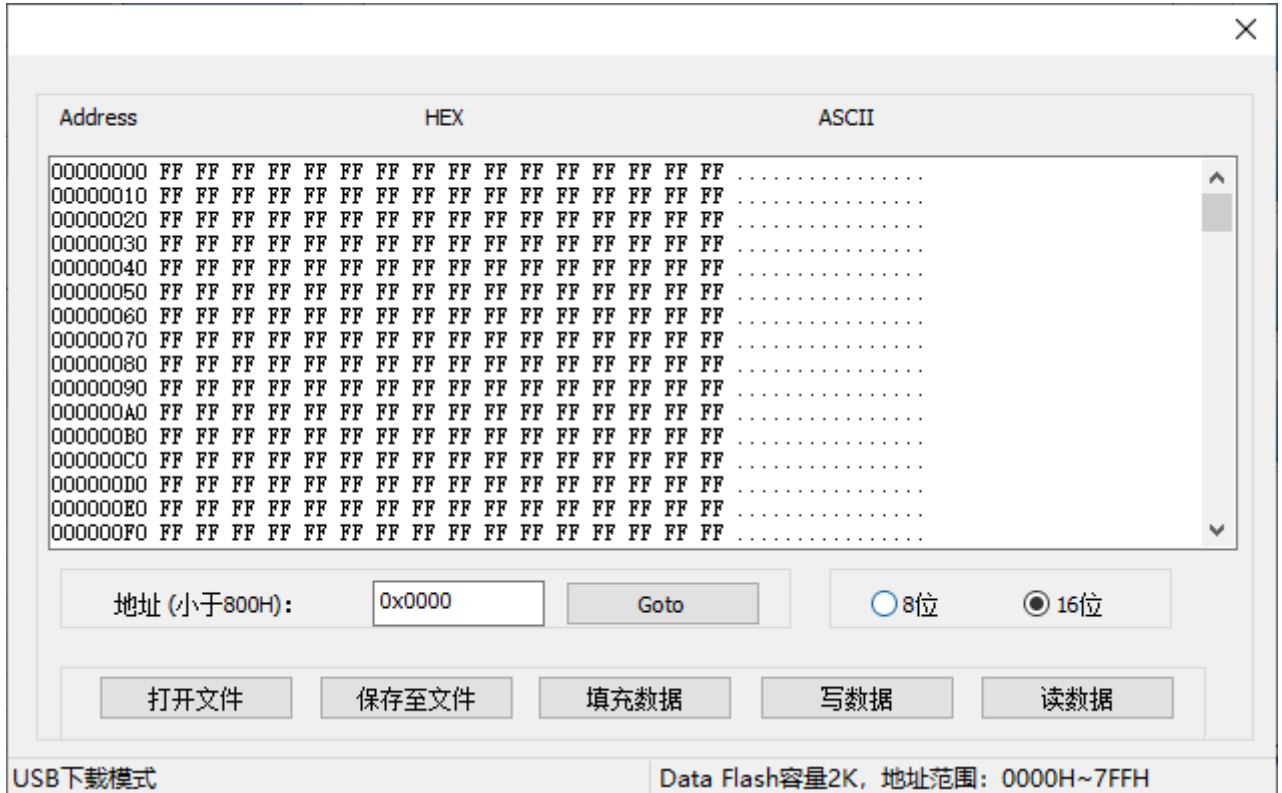 Address HEX ASCII
00000000 FF FF FF FF FF FF FF FF FF FF FF FF FF FF FF FF ................
00000010 FF FF FF FF FF FF FF FF FF FF FF FF FF FF FF FF ................
00000020 FF FF FF FF FF FF FF FF FF FF FF FF FF FF FF FF ................
00000030 FF FF FF FF FF FF FF FF FF FF FF FF FF FF FF FF ................
00000040 FF FF FF FF FF FF FF FF FF FF FF FF FF FF FF FF ................
00000050 FF FF FF FF FF FF FF FF FF FF FF FF FF FF FF FF ................
00000060 FF FF FF FF FF FF FF FF FF FF FF FF FF FF FF FF ................
00000070 FF FF FF FF FF FF FF FF FF FF FF FF FF FF FF FF ................
00000080 FF FF FF FF FF FF FF FF FF FF FF FF FF FF FF FF ................
00000090 FF FF FF FF FF FF FF FF FF FF FF FF FF FF FF FF ................
000000A0 FF FF FF FF FF FF FF FF FF FF FF FF FF FF FF FF ................
000000B0 FF FF FF FF FF FF FF FF FF FF FF FF FF FF FF FF ................
000000C0 FF FF FF FF FF FF FF FF FF FF FF FF FF FF FF FF ................
000000D0 FF FF FF FF FF FF FF FF FF FF FF FF FF FF FF FF ................
000000E0 FF FF FF FF FF FF FF FF FF FF FF FF FF FF FF FF ................
000000F0 FF FF FF FF FF FF FF FF FF FF FF FF FF FF FF FF ................
地址 (小于800H): 0x0000 Goto 8位 16位
打开文件 保存至文件 填充数据 写数据 读数据
USB下载模式 Data Flash容量2K，地址范围：0000H~7FFH